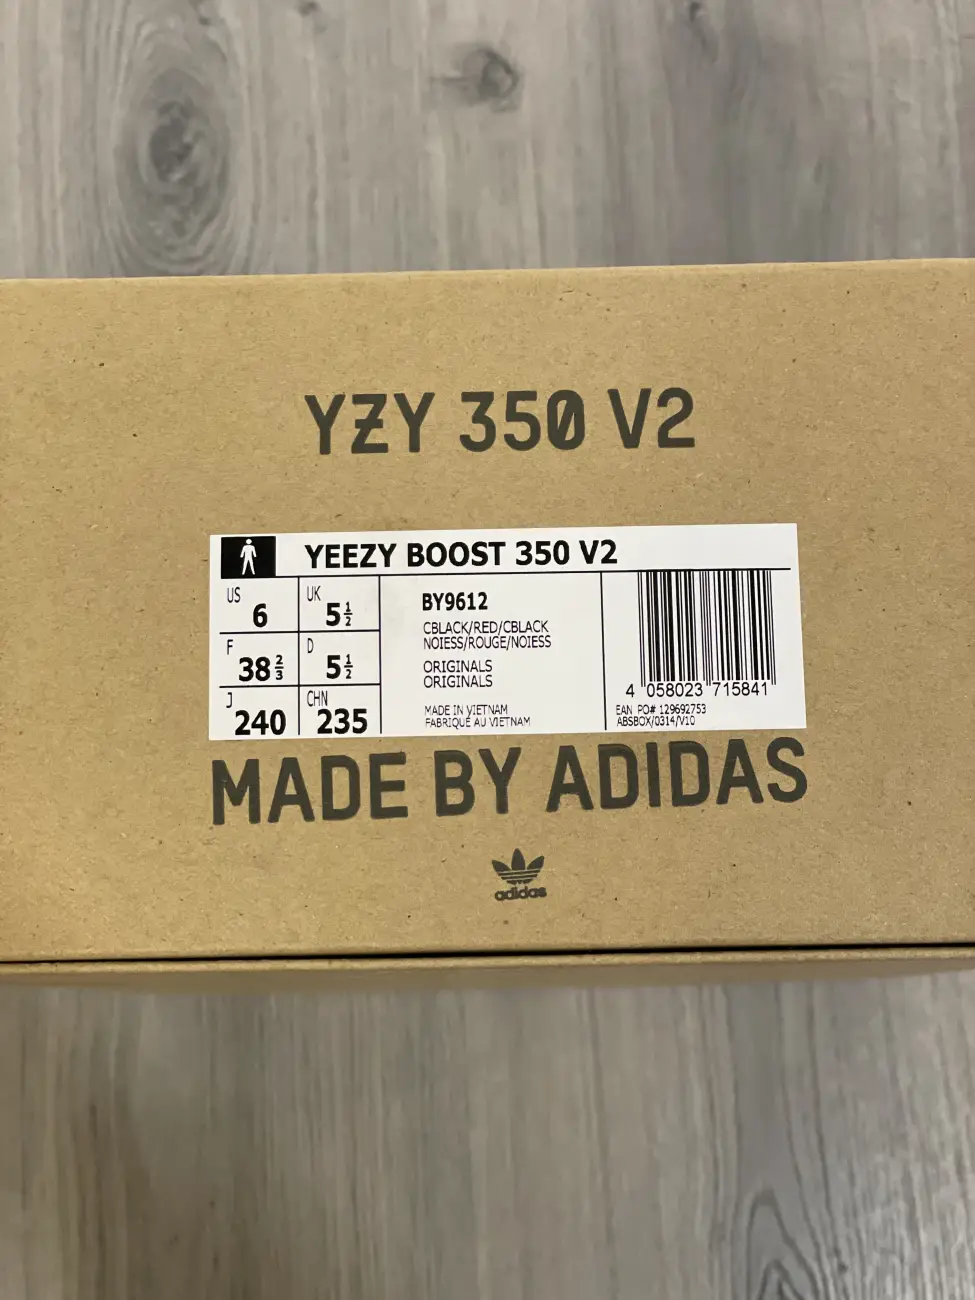 YZY 350 V2
YEEZY BOOST 350 V2
US 6
UK 5½
F 38⅔
D 5½
J 240
CHN 235
BY9612
CBLACK/RED/CBLACK
NOIESS/ROUGE/NOIESS
ORIGINALS
ORIGINALS
MADE IN VIETNAM
FABRIQUÉ AU VIETNAM
4 058023 715841
EAN PO# 129692753
ABSBOX/0314/V10
MADE BY ADIDAS
adidas